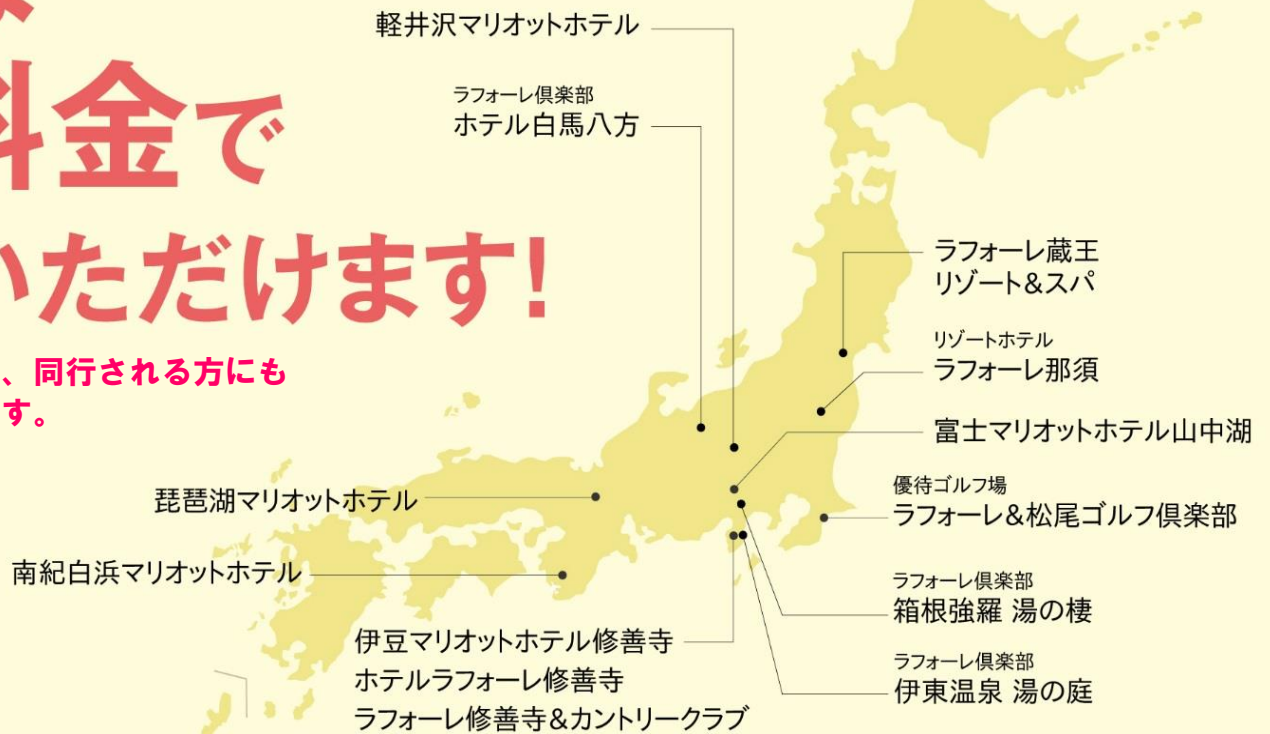 料金で
いただけます!
、同行される方にも
す。
軽井沢マリオットホテル
ラフォーレ倶楽部
ホテル白馬八方
ラフォーレ蔵王
リゾート&スパ
リゾートホテル
ラフォーレ那須
富士マリオットホテル山中湖
優待ゴルフ場
ラフォーレ&松尾ゴルフ倶楽部
琵琶湖マリオットホテル
南紀白浜マリオットホテル
ラフォーレ倶楽部
箱根強羅 湯の棲
ラフォーレ倶楽部
伊東温泉 湯の庭
伊豆マリオットホテル修善寺
ホテルラフォーレ修善寺
ラフォーレ修善寺&カントリークラブ